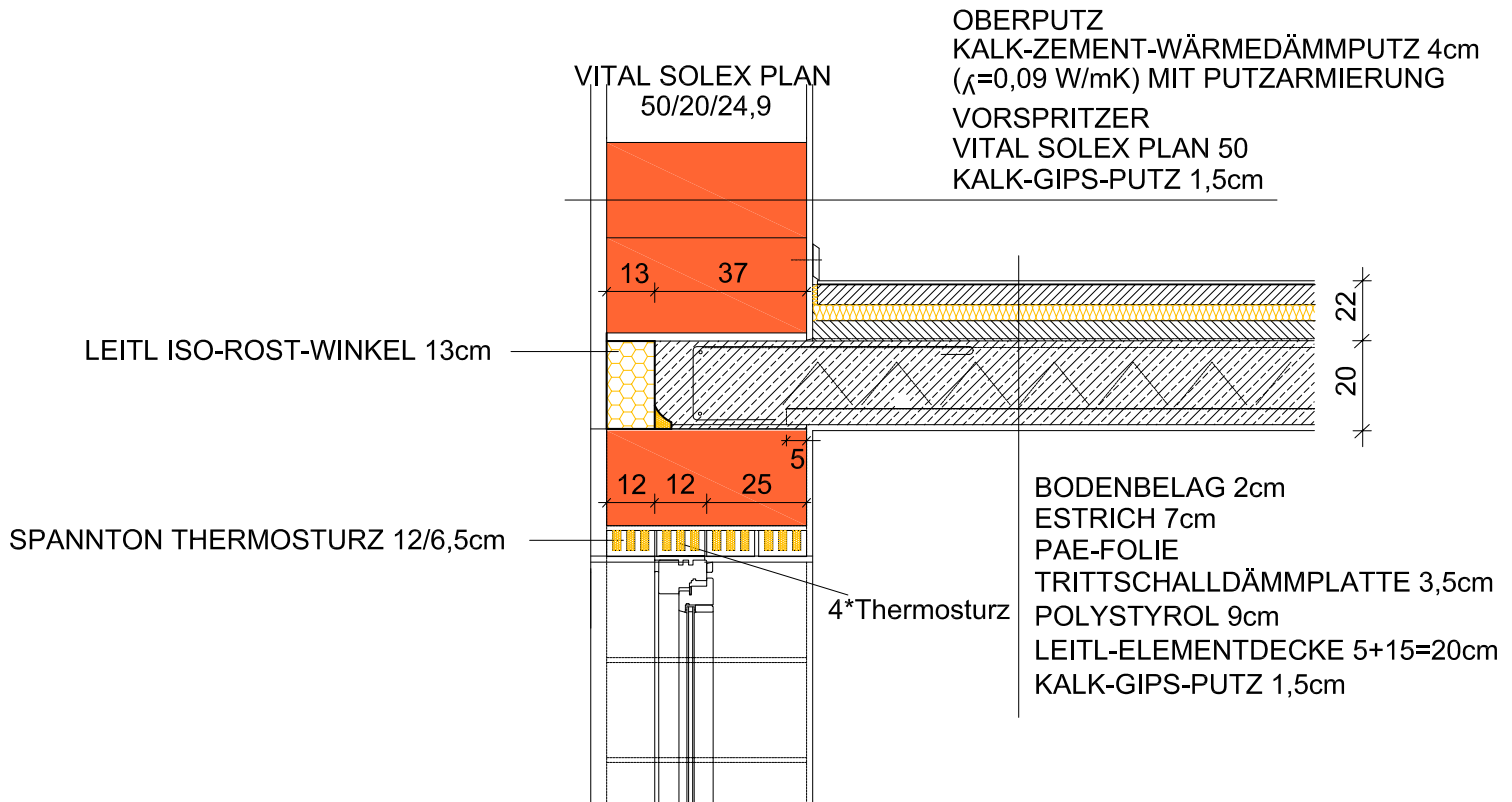 OBERPUTZ
KALK-ZEMENT-WÄRMEDÄMMPUTZ 4cm
(λ=0,09 W/mK) MIT PUTZARMIERUNG
VORSPRITZER
VITAL SOLEX PLAN 50
KALK-GIPS-PUTZ 1,5cm
VITAL SOLEX PLAN
50/20/24,9
13
37
22
LEITL ISO-ROST-WINKEL 13cm
20
5
12
12
25
SPANNTON THERMOSTURZ 12/6,5cm
4*Thermosturz
BODENBELAG 2cm
ESTRICH 7cm
PAE-FOLIE
TRITTSCHALLDÄMMPLATTE 3,5cm
POLYSTYROL 9cm
LEITL-ELEMENTDECKE 5+15=20cm
KALK-GIPS-PUTZ 1,5cm